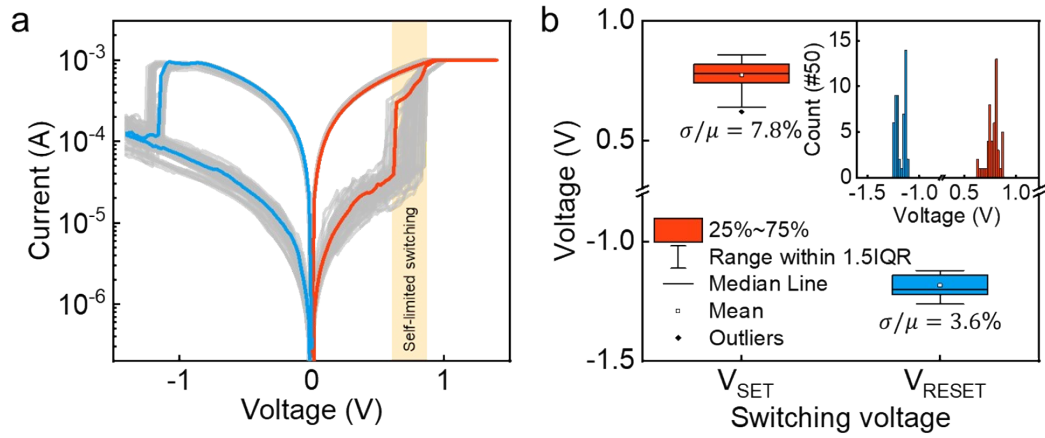 a
10⁻³
10⁻⁴
10⁻⁵
10⁻⁶
Current (A)
-1
0
1
Voltage (V)
Self-limited switching
b
1.0
0.5
-1.0
-1.5
Voltage (V)
σ/μ = 7.8%
15
10
5
0
Count (#50)
-1.5
-1.0
0.5
1.0
Voltage (V)
25%~75%
Range within 1.5IQR
Median Line
Mean
Outliers
σ/μ = 3.6%
V_SET
V_RESET
Switching voltage